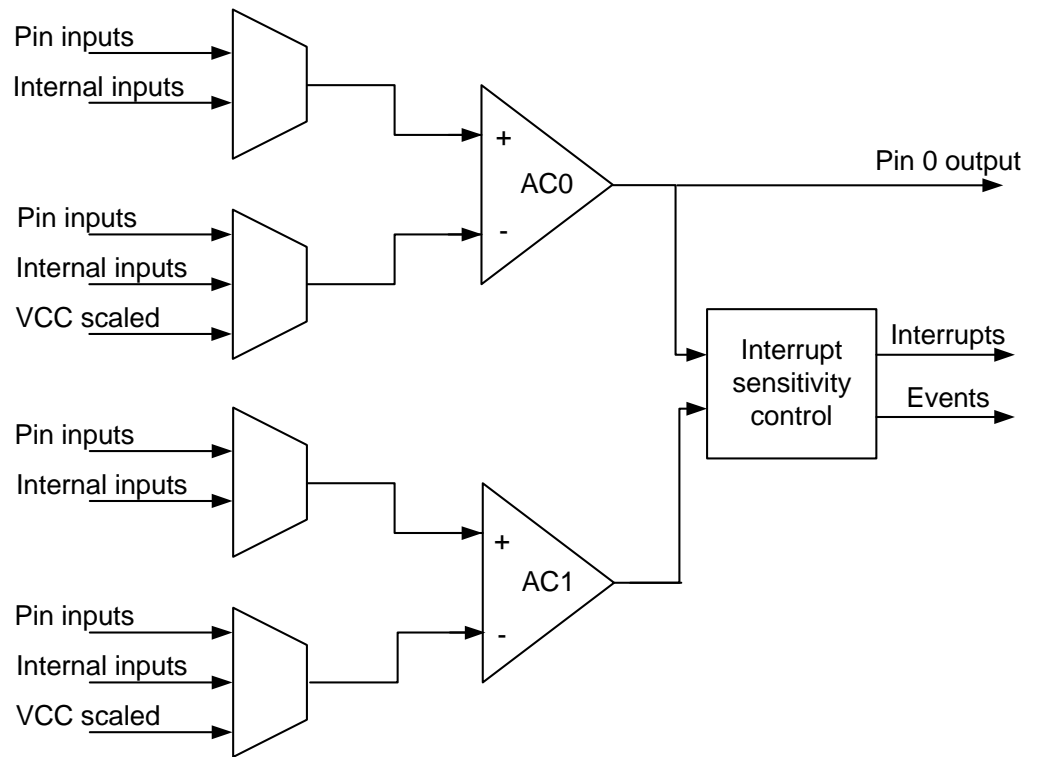 Pin inputs
Internal inputs
+
AC0
-
Pin 0 output
Pin inputs
Internal inputs
VCC scaled
Interrupt
sensitivity
control
Interrupts
Events
Pin inputs
Internal inputs
+
AC1
-
Pin inputs
Internal inputs
VCC scaled